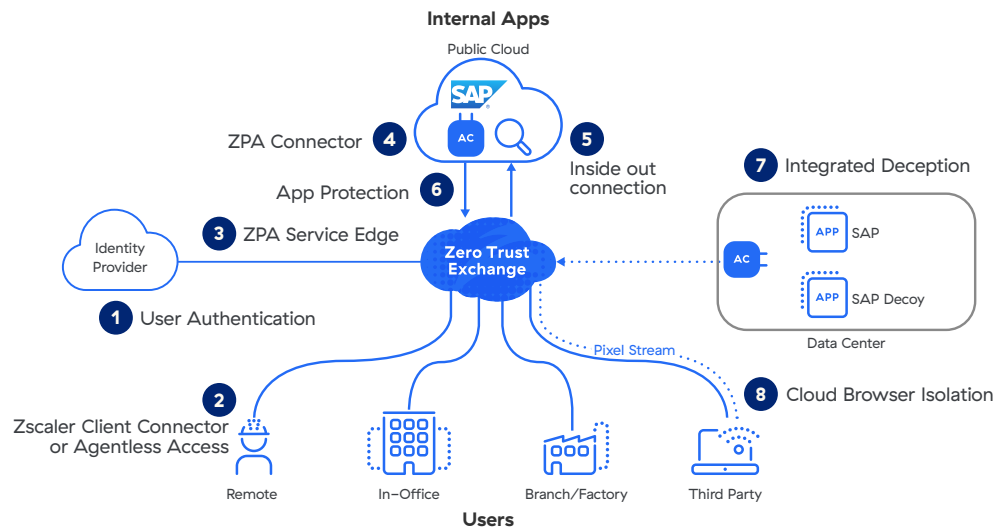 Internal Apps
Public Cloud
SAP
AC
ZPA Connector
4
5
Inside out
connection
App Protection
6
7
Integrated Deception
APP
SAP
AC
APP
SAP Decoy
Data Center
Identity
Provider
3
ZPA Service Edge
Zero Trust
Exchange
1
User Authentication
Pixel Stream
2
Zscaler Client Connector
or Agentless Access
8
Cloud Browser Isolation
Remote
In-Office
Branch/Factory
Third Party
Users